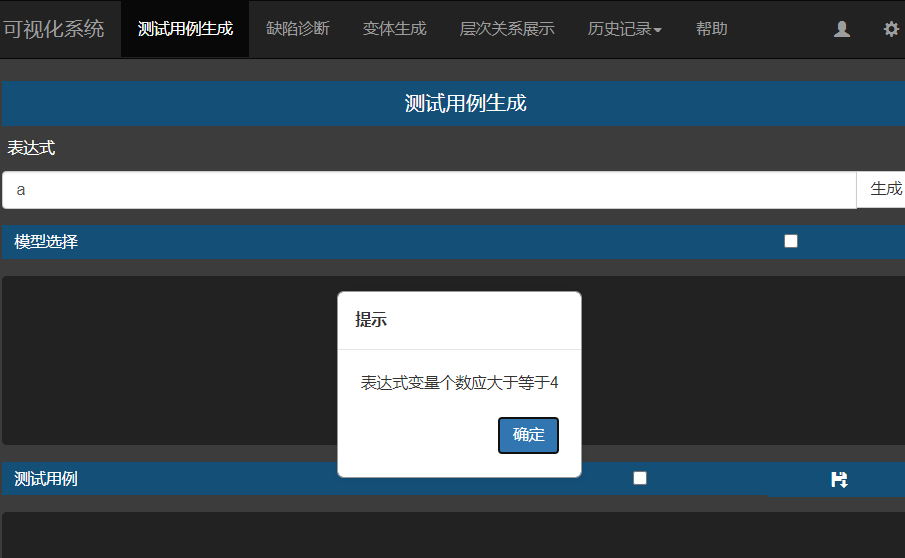 可视化系统 测试用例生成 缺陷诊断 变体生成 层次关系展示 历史记录 帮助
测试用例生成
表达式
a 生成
模型选择
提示
表达式变量个数应大于等于4
确定
测试用例